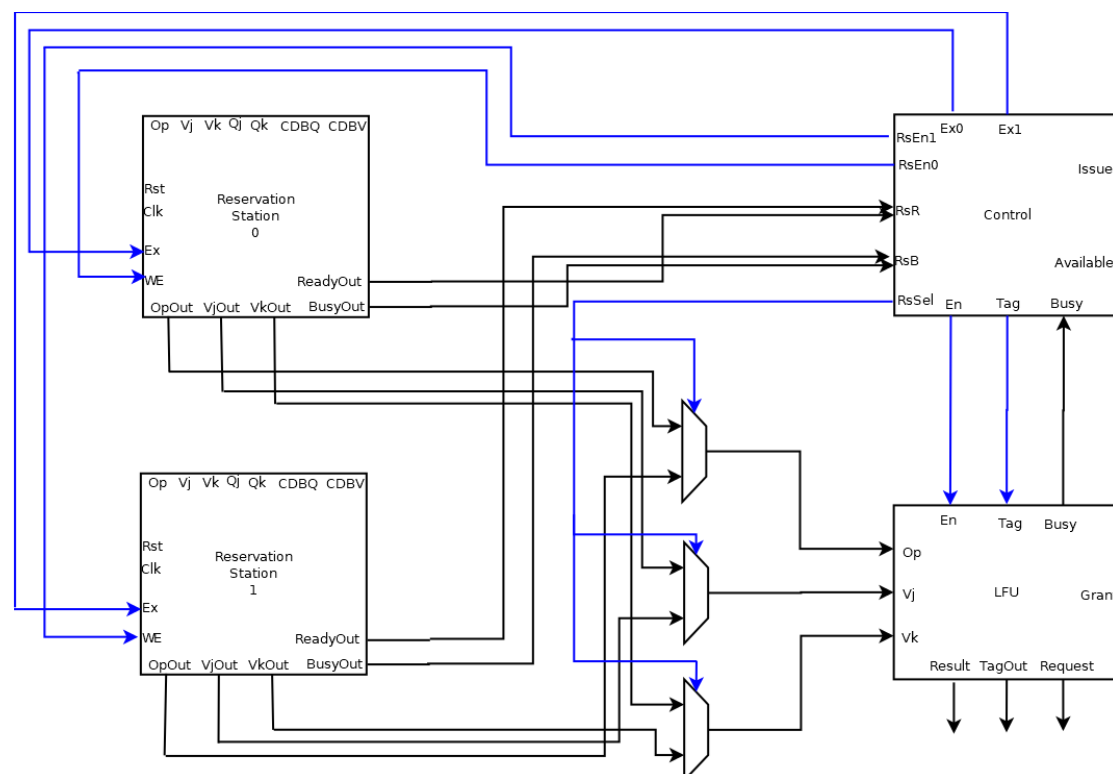 Op Vj Vk Qj Qk CDBQ CDBV
Rst
Clk
Reservation
Station
0
Ex
WE
ReadyOut
BusyOut
OpOut VjOut VkOut
Ex0 Ex1
RsEn1
RsEn0
Issue
RsR
Control
RsB
Available
RsSel
En Tag Busy
Op Vj Vk Qj Qk CDBQ CDBV
Rst
Clk
Reservation
Station
1
Ex
WE
ReadyOut
BusyOut
OpOut VjOut VkOut
En Tag Busy
Op
Vj
LFU
Gran
Vk
Result TagOut Request